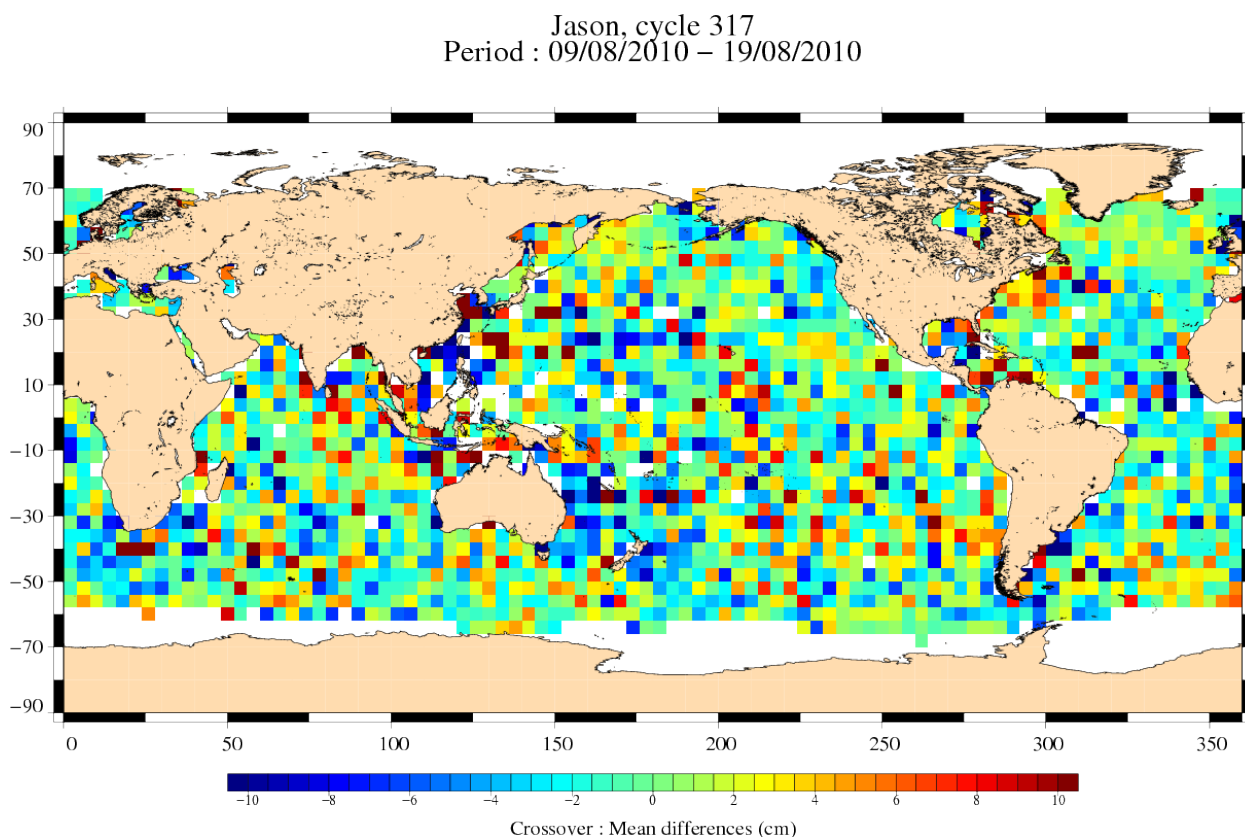 Jason, cycle 317
Period : 09/08/2010 − 19/08/2010
90
70
50
30
10
−10
−30
−50
−70
−90
0 50 100 150 200 250 300 350
−10 −8 −6 −4 −2 0 2 4 6 8 10
Crossover : Mean differences (cm)